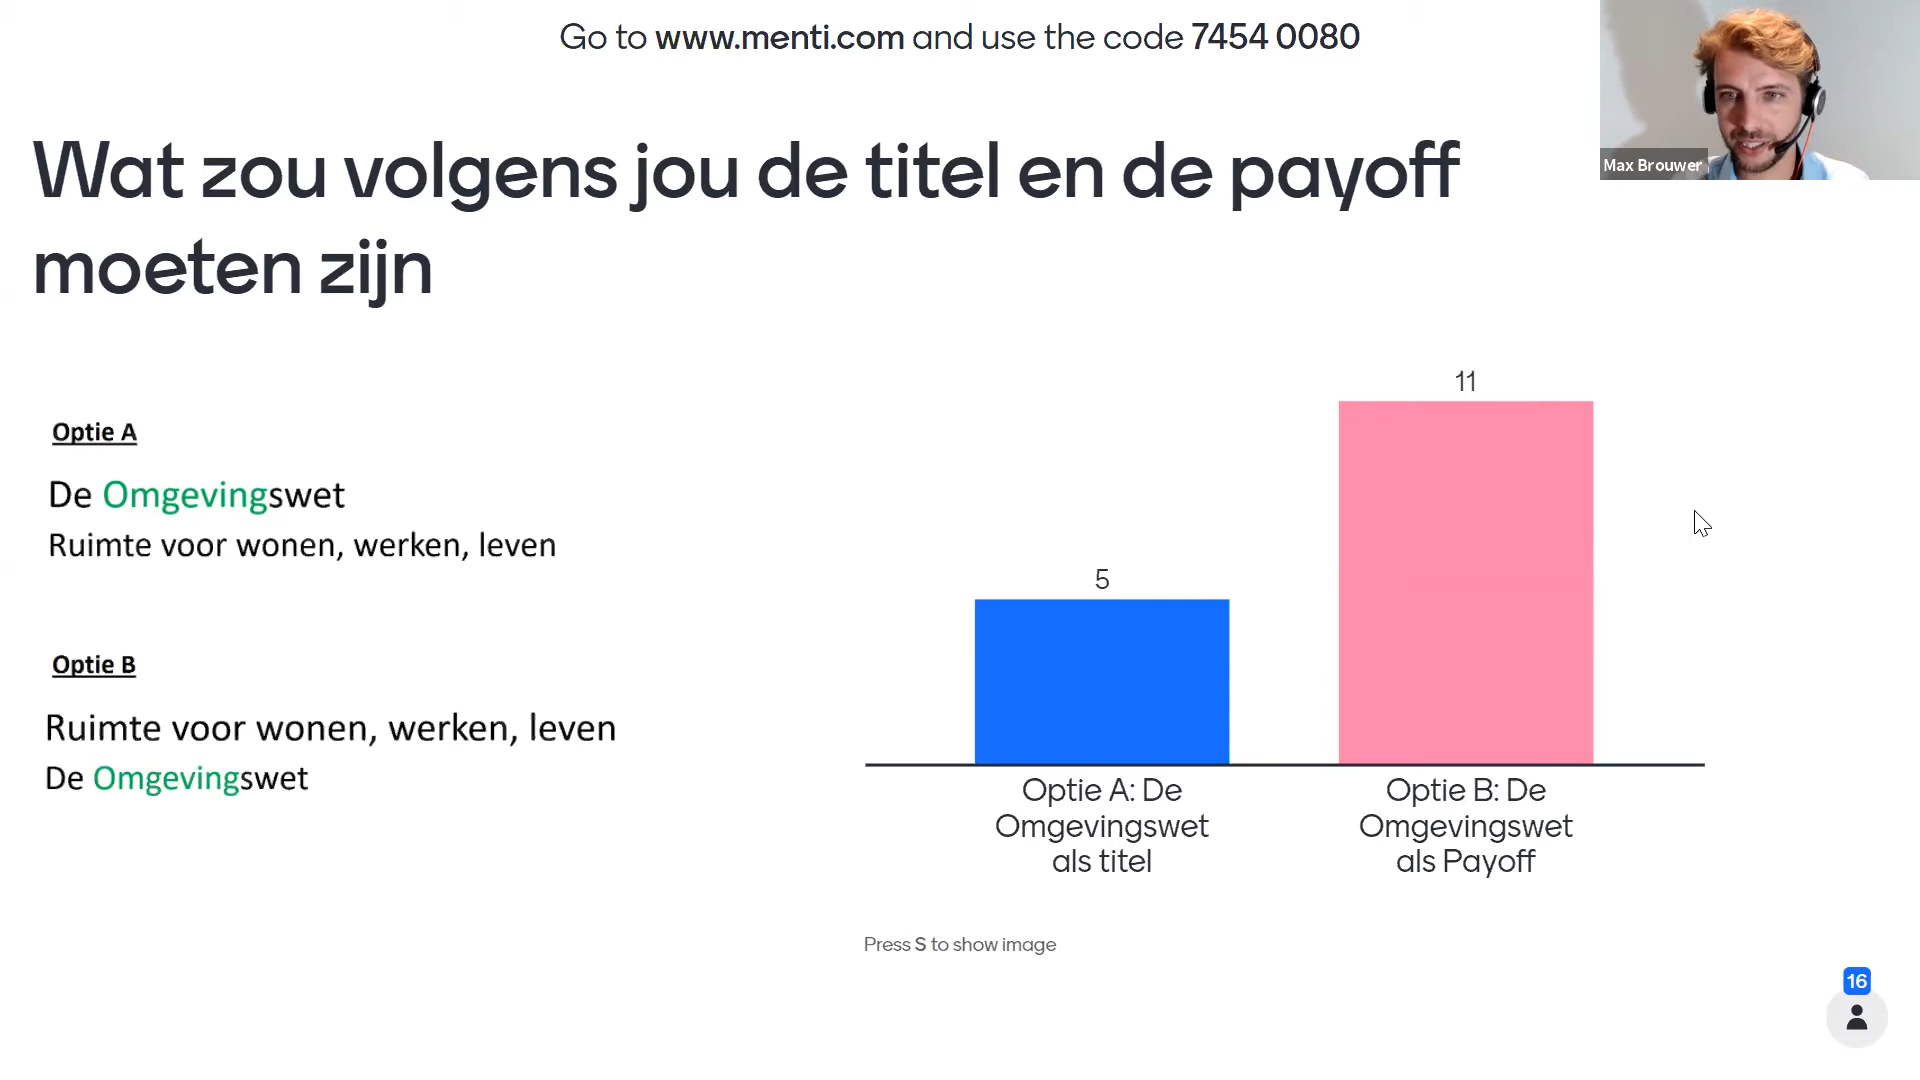 Go to www.menti.com and use the code 7454 0080
Max Brouwer
Wat zou volgens jou de titel en de payoff
moeten zijn
Optie A
De Omgevingswet
Ruimte voor wonen, werken, leven
Optie B
Ruimte voor wonen, werken, leven
De Omgevingswet
5
11
Optie A: De
Omgevingswet
als titel
Optie B: De
Omgevingswet
als Payoff
Press S to show image
16